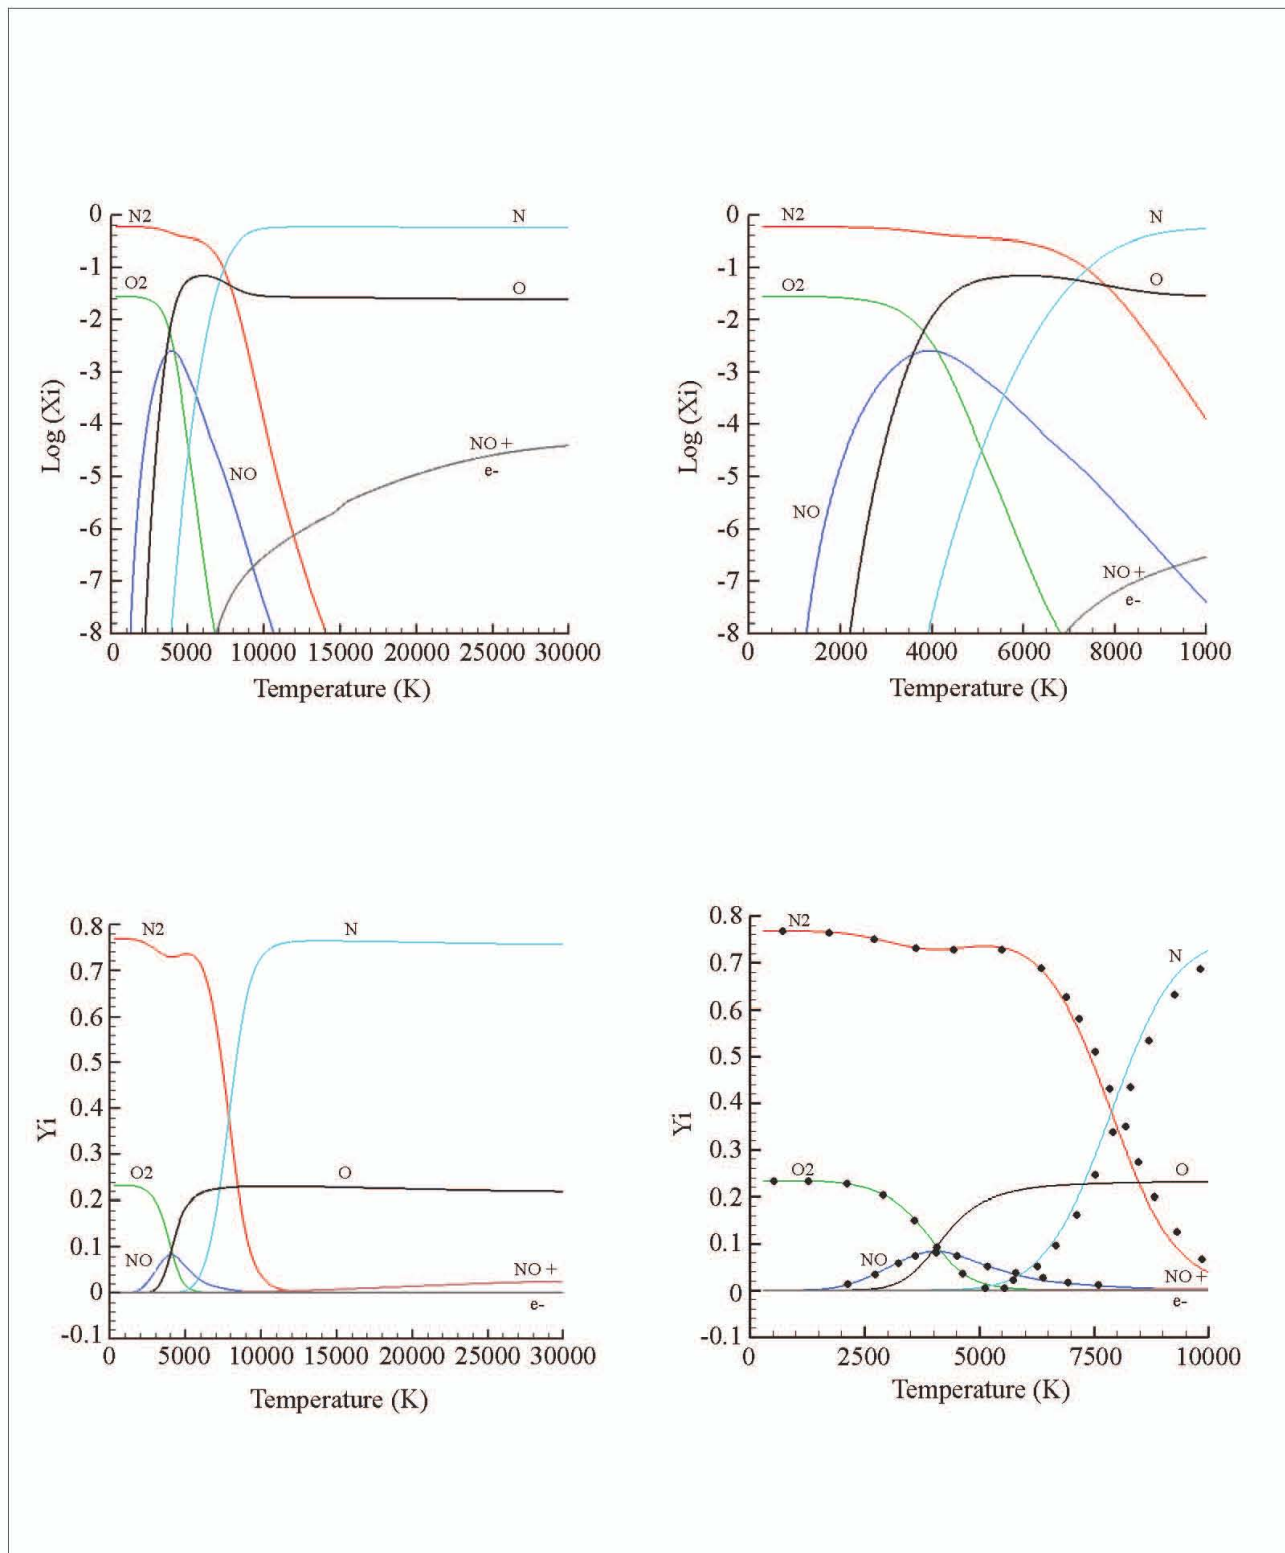 0
-1
-2
-3
-4
-5
-6
-7
-8
Log (Xi)
N2
O2
N
O
NO
NO +
e-
0 5000 10000 15000 20000 25000 30000
Temperature (K)
0
-1
-2
-3
-4
-5
-6
-7
-8
Log (Xi)
N2
O2
N
O
NO
NO +
e-
0 2000 4000 6000 8000 1000
Temperature (K)
0.8
0.7
0.6
0.5
0.4
0.3
0.2
0.1
0
-0.1
Yi
N2
N
O2
O
NO
NO +
e-
0 5000 10000 15000 20000 25000 30000
Temperature (K)
0.8
0.7
0.6
0.5
0.4
0.3
0.2
0.1
0
-0.1
Yi
N2
N
O2
O
NO
NO +
e-
0 2500 5000 7500 10000
Temperature (K)